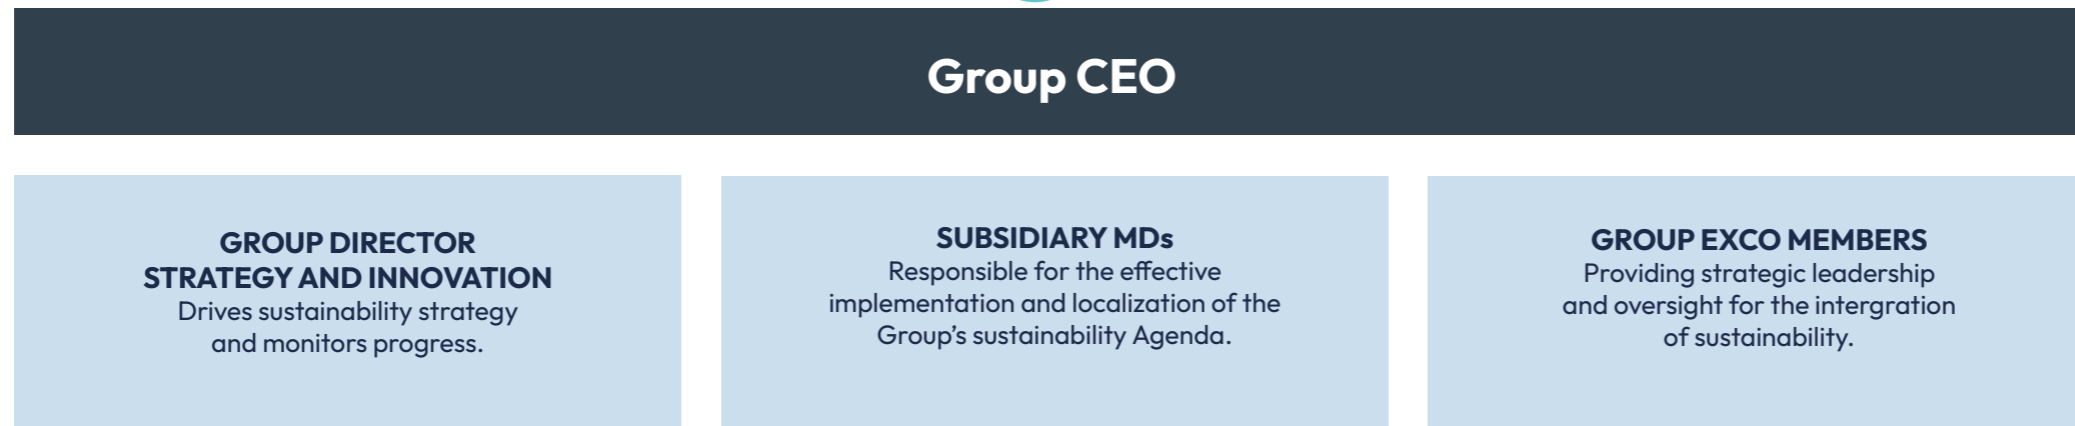 Group CEO
GROUP DIRECTOR
STRATEGY AND INNOVATION
Drives sustainability strategy
and monitors progress.
SUBSIDIARY MDs
Responsible for the effective
implementation and localization of the
Group’s sustainability Agenda.
GROUP EXCO MEMBERS
Providing strategic leadership
and oversight for the intergration
of sustainability.